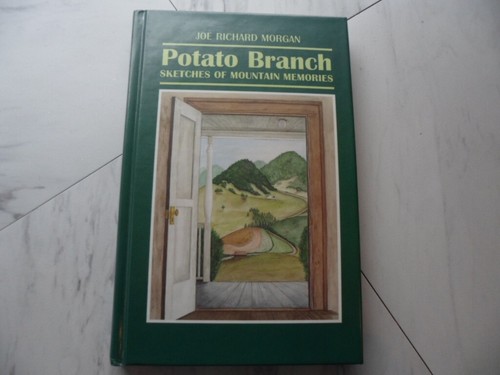 JOE RICHARD MORGAN
Potato Branch
SKETCHES OF MOUNTAIN MEMORIES